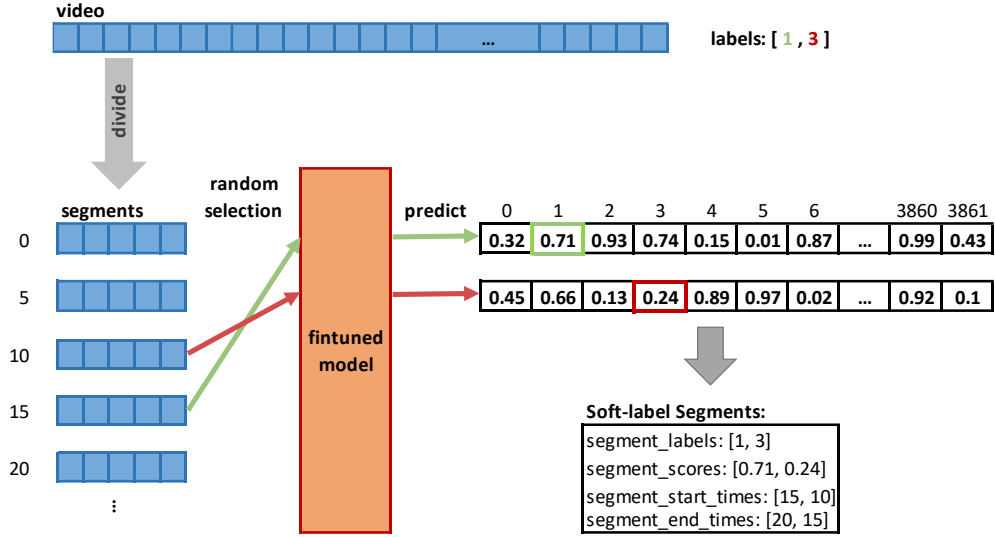 video
...
labels: [ 1 , 3 ]
divide
random
selection
segments
predict
0 1 2 3 4 5 6 3860 3861
0
0.32 0.71 0.93 0.74 0.15 0.01 0.87 ... 0.99 0.43
5
0.45 0.66 0.13 0.24 0.89 0.97 0.02 ... 0.92 0.1
10
fintuned
model
15
20
...
Soft-label Segments:
segment_labels: [1, 3]
segment_scores: [0.71, 0.24]
segment_start_times: [15, 10]
segment_end_times: [20, 15]